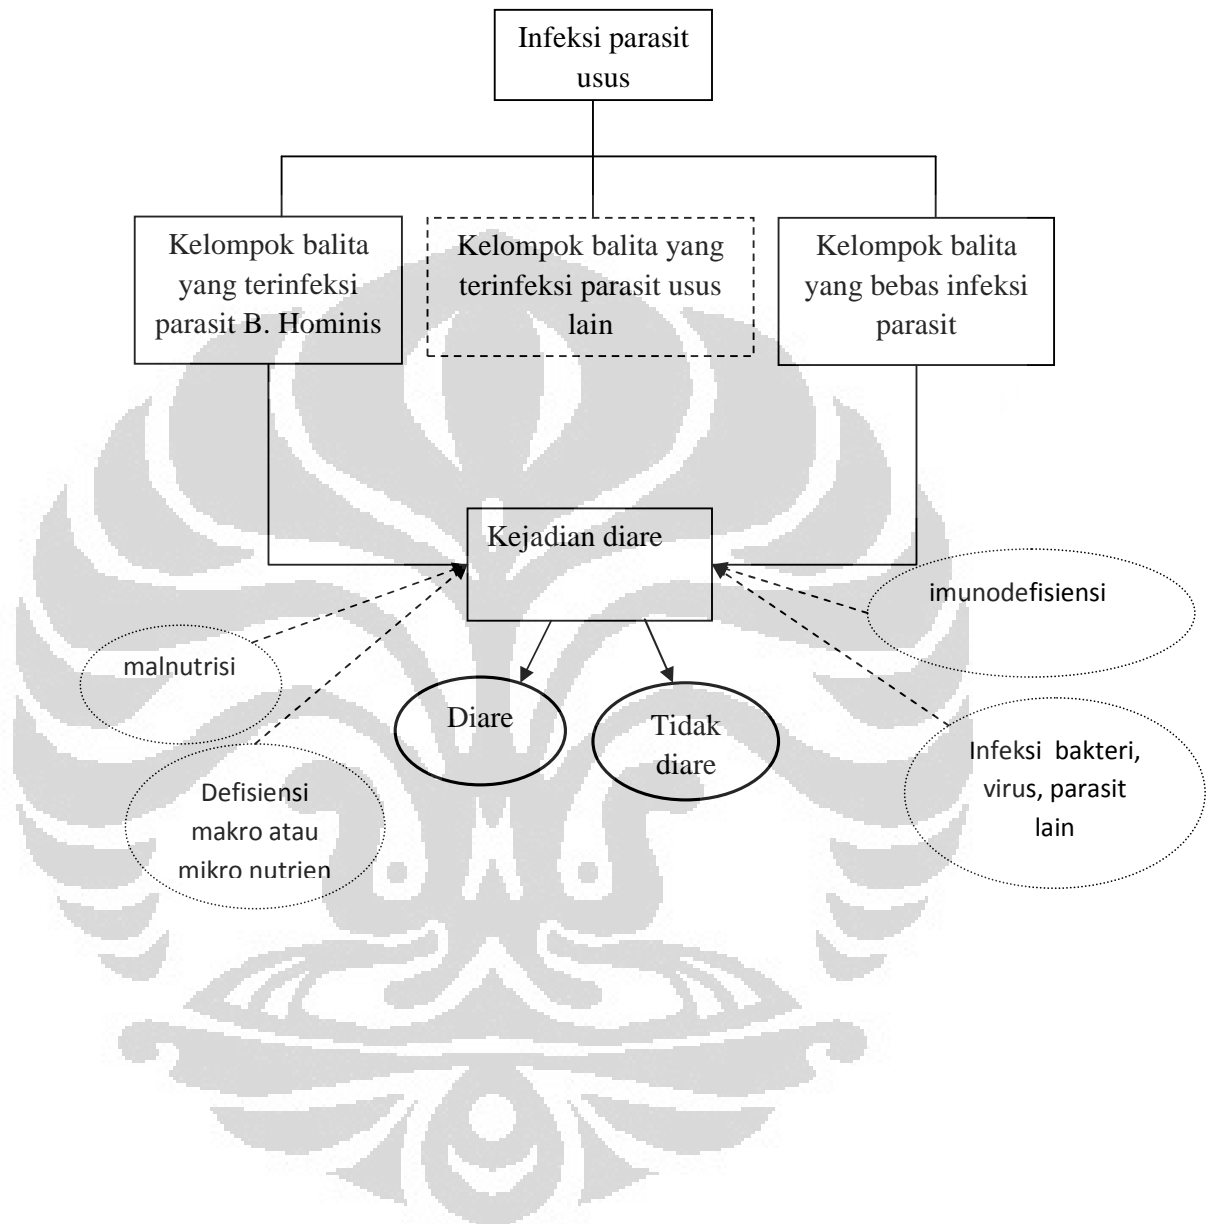 Infeksi parasit
usus
Kelompok balita
yang terinfeksi
parasit B. Hominis
Kelompok balita yang
terinfeksi parasit usus
lain
Kelompok balita
yang bebas infeksi
parasit
Kejadian diare
imunodefisiensi
malnutrisi
Diare
Tidak
diare
Infeksi bakteri,
virus, parasit
lain
Defisiensi
makro atau
mikro nutrien